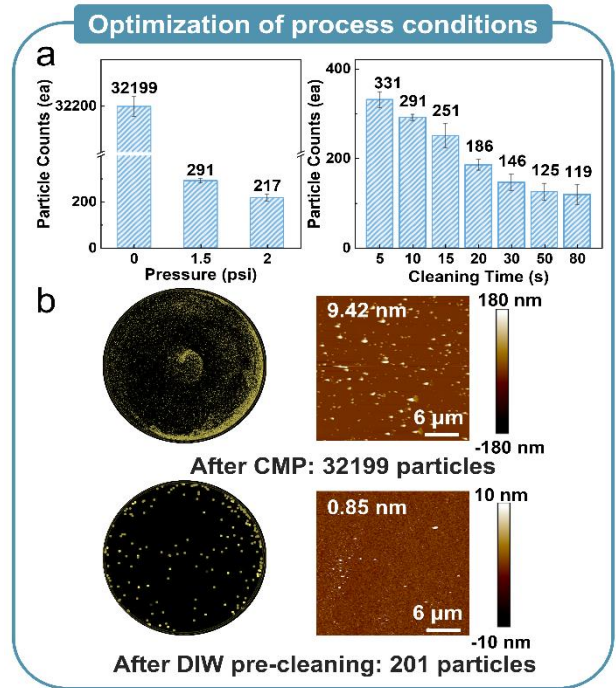 Optimization of process conditions
a
Particle Counts (ea)
32200
200
0
32199
291
217
0 1.5 2
Pressure (psi)
Particle Counts (ea)
400
200
0
331 291 251 186 146 125 119
5 10 15 20 30 50 80
Cleaning Time (s)
b
9.42 nm
6 μm
180 nm
-180 nm
After CMP: 32199 particles
0.85 nm
6 μm
10 nm
-10 nm
After DIW pre-cleaning: 201 particles